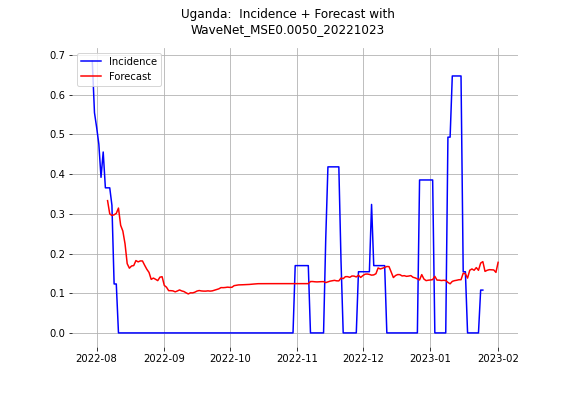 Uganda:  Incidence + Forecast with
WaveNet_MSE0.0050_20221023
Incidence
Forecast
0.7
0.6
0.5
0.4
0.3
0.2
0.1
0.0
2022-08 2022-09 2022-10 2022-11 2022-12 2023-01 2023-02